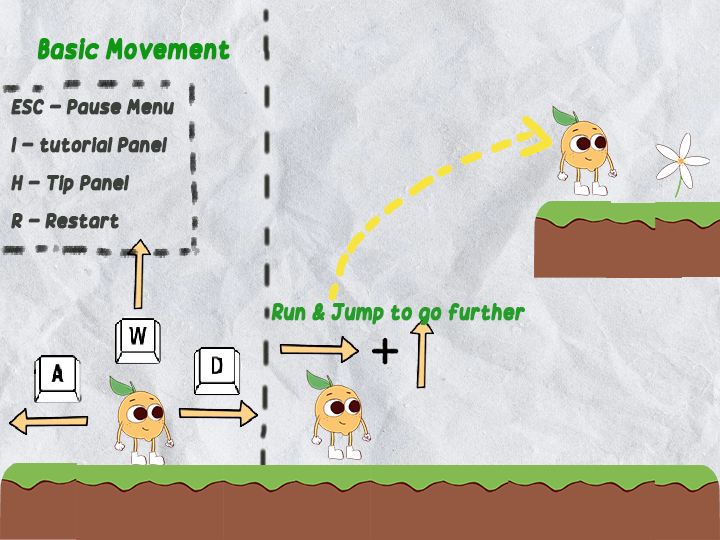 Basic Movement
ESC - Pause Menu
I - tutorial Panel
H - Tip Panel
R - Restart
Run & Jump to go further
W
A
D
+